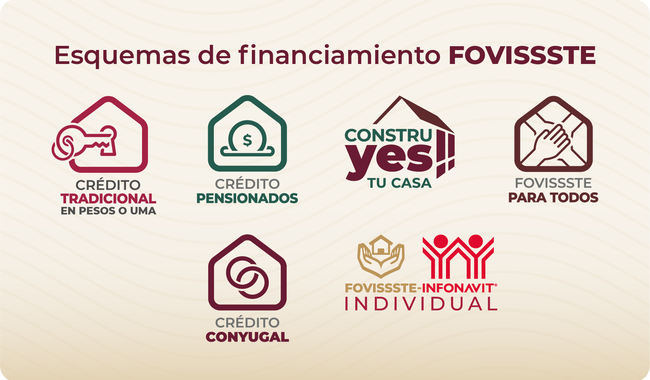 Esquemas de financiamiento FOVISSSTE
CRÉDITO
TRADICIONAL
EN PESOS O UMA
$
CRÉDITO
PENSIONADOS
CONSTRU
yes!!
TU CASA
FOVISSSTE
PARA TODOS
CRÉDITO
CONYUGAL
FOVISSSTE-INFONAVIT®
INDIVIDUAL